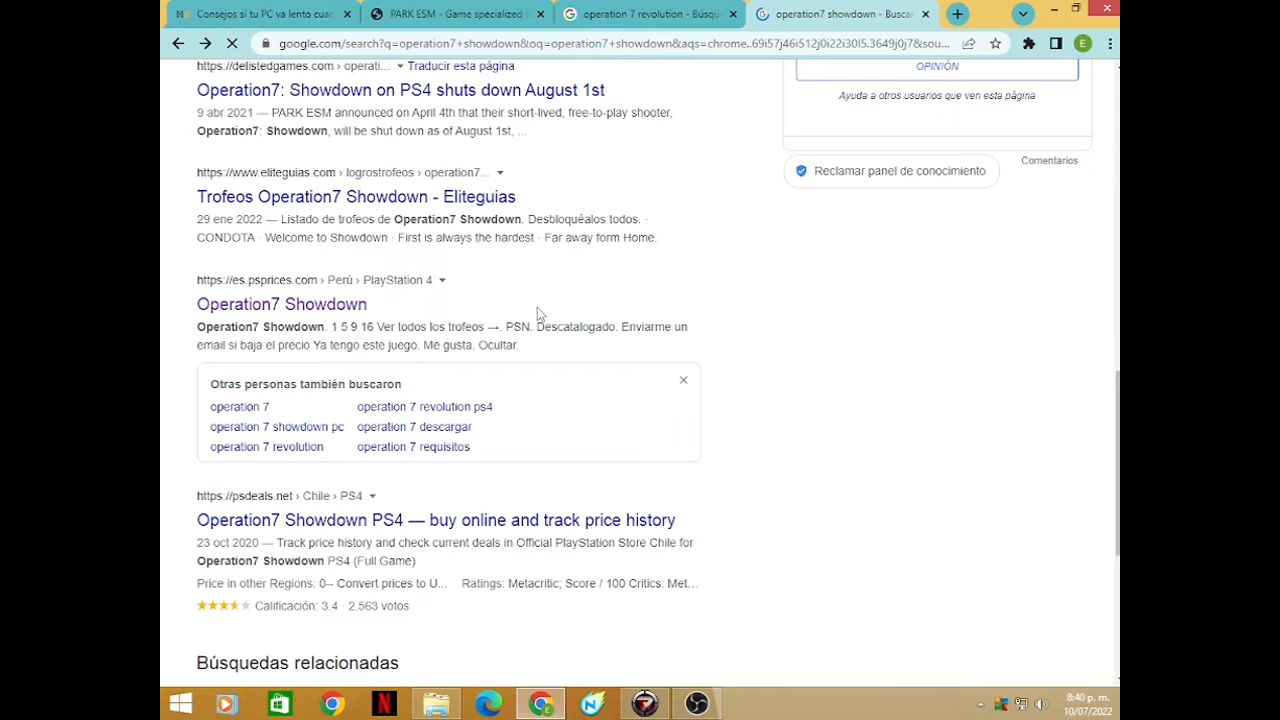 Consejos si tu PC va lento cuan
PARK ESM - Game specialized c
operation 7 revolution - Búsqu
operation7 showdown - Buscar
google.com/search?q=operation7+showdown&oq=operation7+showdown&aqs=chrome..69i57j46i512j0i22i30l5.3649j0j7&sou...
E
https://delistedgames.com › operati... Traducir esta página
Operation7: Showdown on PS4 shuts down August 1st
9 abr 2021 — PARK ESM announced on April 4th that their short-lived, free-to-play shooter,
Operation7: Showdown, will be shut down as of August 1st, ...
https://www.eliteguias.com › logrostrofeos › operation7...
Trofeos Operation7 Showdown - Eliteguias
29 ene 2022 — Listado de trofeos de Operation7 Showdown. Desbloquéalos todos. ·
CONDOTA · Welcome to Showdown · First is always the hardest · Far away form Home.
https://es.psprices.com › Perú › PlayStation 4
Operation7 Showdown
Operation7 Showdown. 1 5 9 16 Ver todos los trofeos →. PSN. Descatalogado. Enviarme un
email si baja el precio Ya tengo este juego. Me gusta. Ocultar.
Otras personas también buscaron
operation 7 operation 7 revolution ps4
operation 7 showdown pc operation 7 descargar
operation 7 revolution operation 7 requisitos
https://psdeals.net › Chile › PS4
Operation7 Showdown PS4 — buy online and track price history
23 oct 2020 — Track price history and check current deals in Official PlayStation Store Chile for
Operation7 Showdown PS4 (Full Game)
Price in other Regions: 0-- Convert prices to U... Ratings: Metacritic; Score / 100 Critics: Met...
Calificación: 3.4 · 2.563 votos
Búsquedas relacionadas
OPINIÓN
Ayuda a otros usuarios que ven esta página
Comentarios
Reclamar panel de conocimiento
8:40 p. m.
10/07/2022